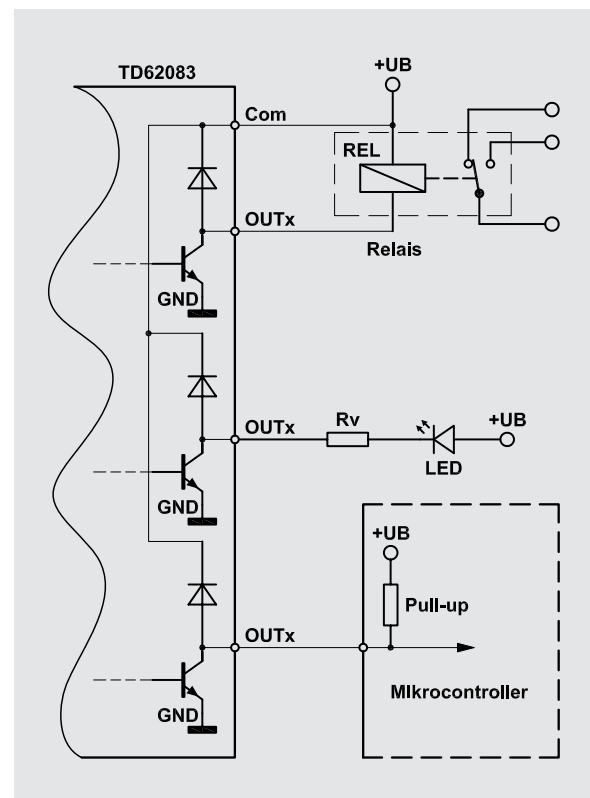 TD62083
+UB
Com
REL
OUTx
Relais
GND
OUTx
Rv
+UB
LED
GND
+UB
Pull-up
OUTx
MIkrocontroller
GND